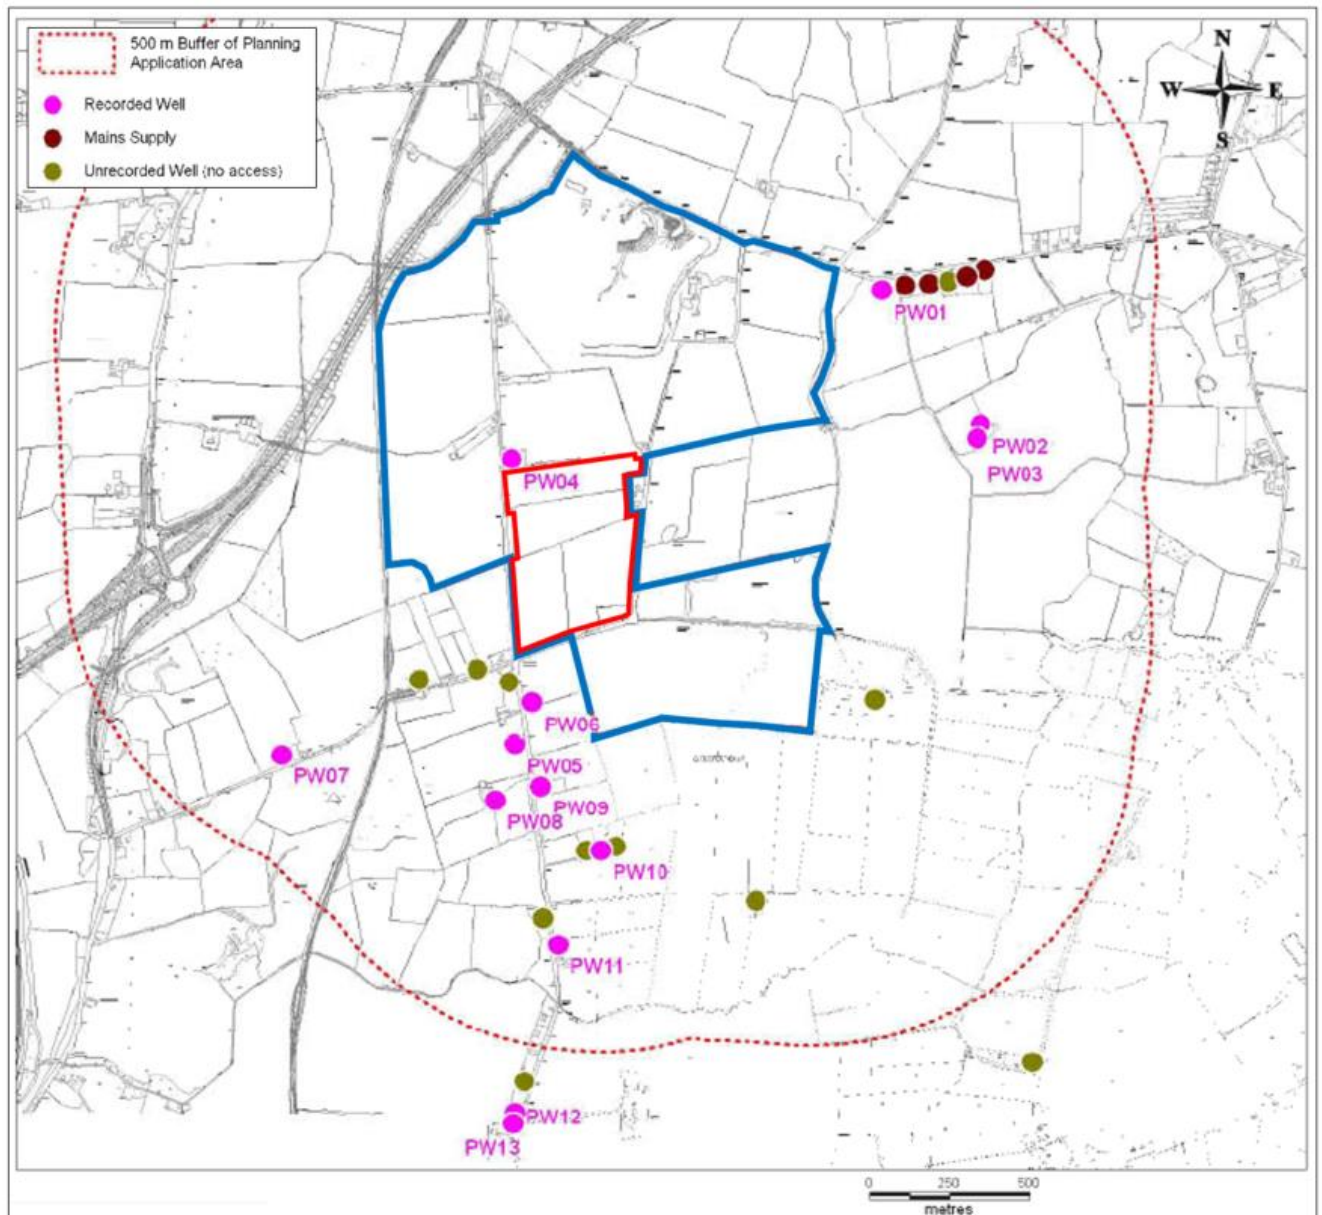 500 m Buffer of Planning
Application Area
Recorded Well
Mains Supply
Unrecorded Well (no access)
N
W E
S
PW01
PW02
PW03
PW04
PW06
PW05
PW07
PW09
PW08
PW10
PW11
PW12
PW13
0 250 500
metres